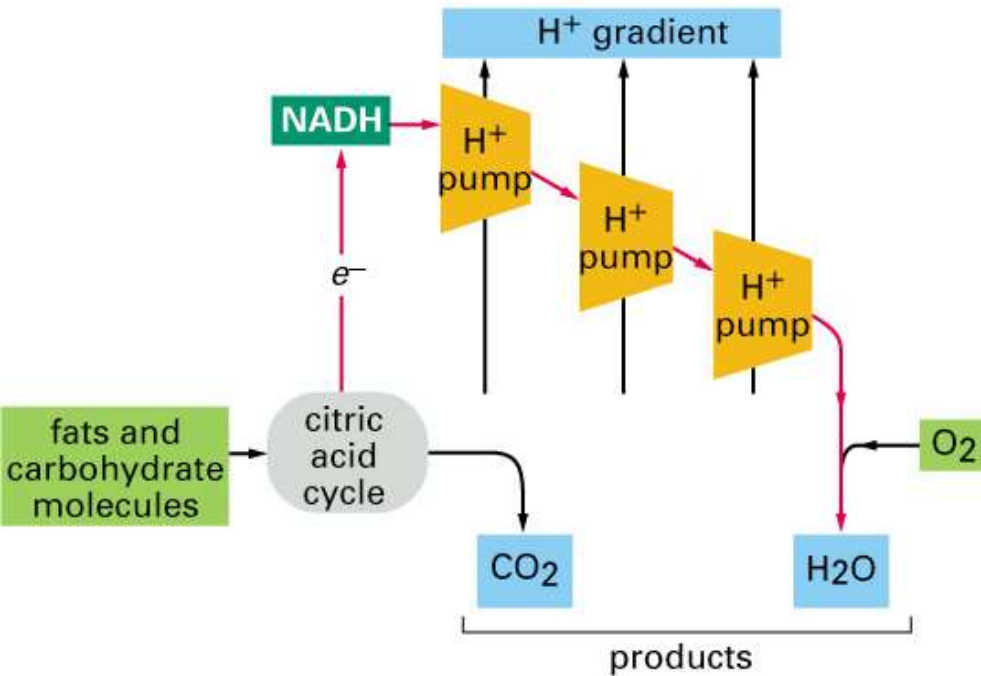 H+ gradient
NADH
H+
pump
H+
pump
H+
pump
e–
fats and
carbohydrate
molecules
citric
acid
cycle
O2
CO2
H2O
products